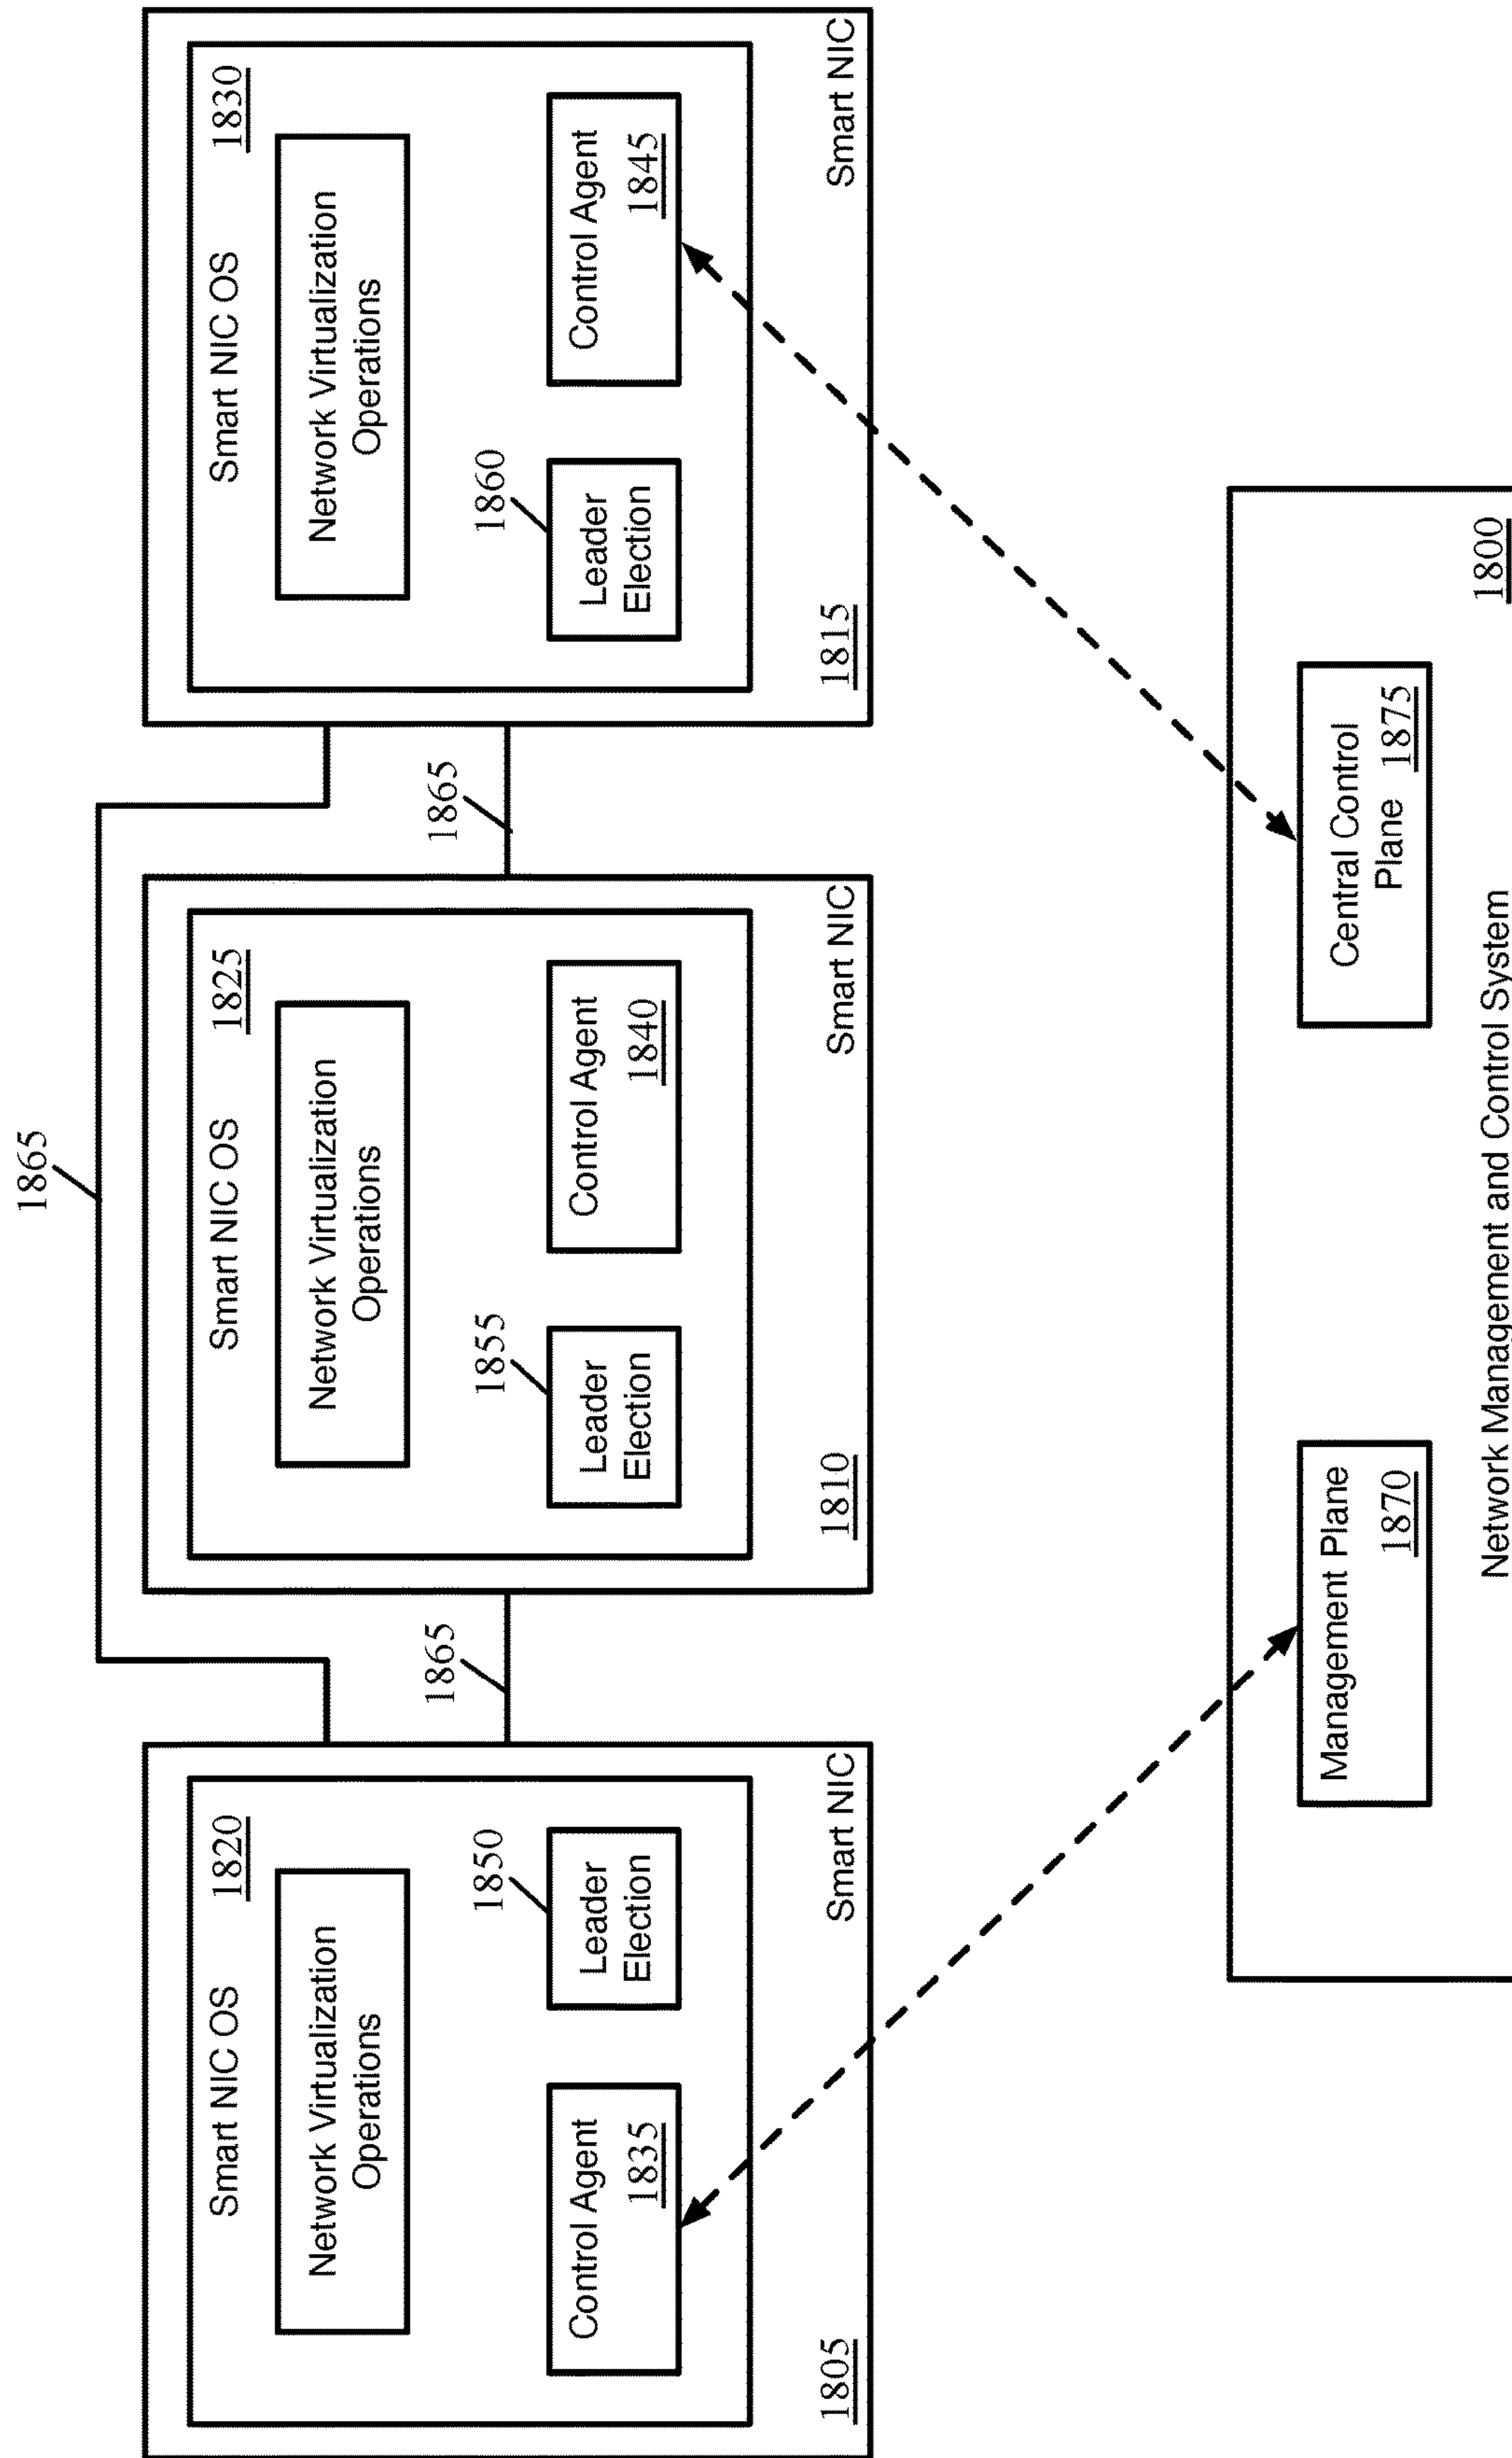 1865
Smart NIC OS
1820
Network Virtualization
Operations
1850
Control Agent
1835
Leader
Election
1805
Smart NIC
1865
Smart NIC OS
1825
Network Virtualization
Operations
1855
Leader
Election
Control Agent
1840
1810
Smart NIC
1865
Smart NIC OS
1830
Network Virtualization
Operations
1860
Leader
Election
Control Agent
1845
1815
Smart NIC
Management Plane
1870
Central Control
Plane 1875
Network Management and Control System
1800